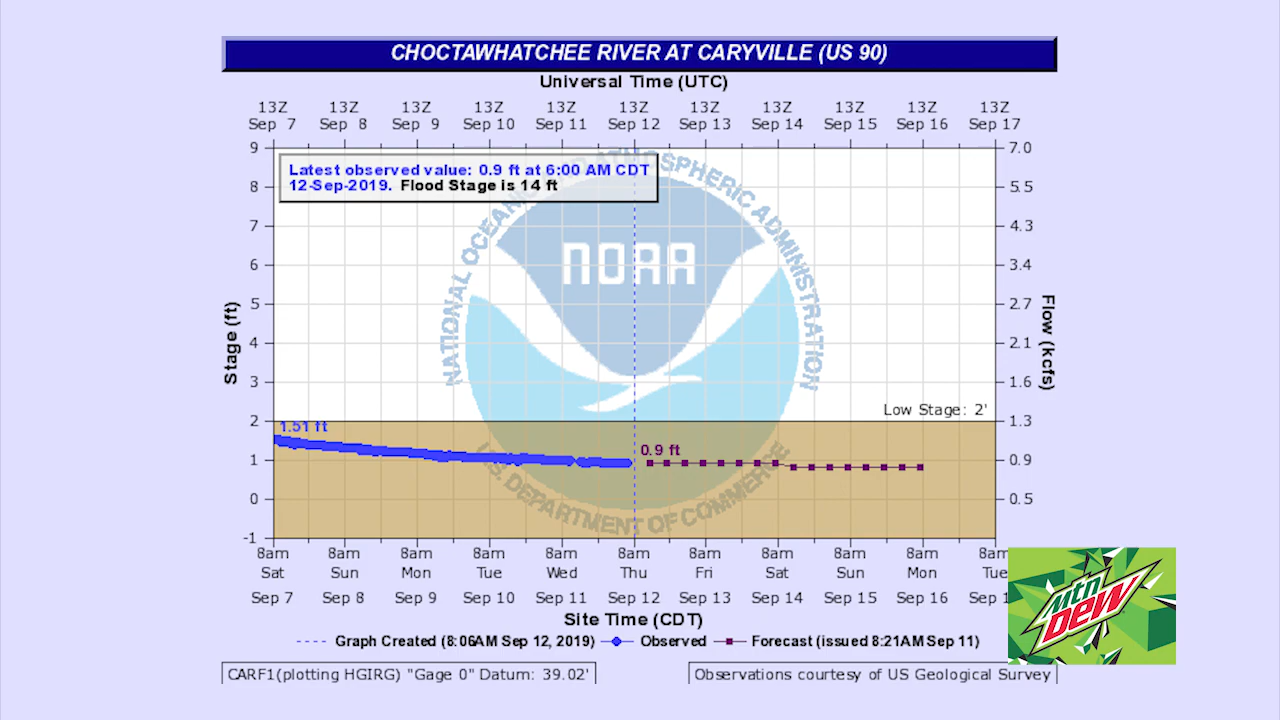 CHOCTAWHATCHEE RIVER AT CARYVILLE (US 90)
Universal Time (UTC)
13Z 13Z 13Z 13Z 13Z 13Z 13Z 13Z 13Z 13Z 13Z
Sep 7 Sep 8 Sep 9 Sep 10 Sep 11 Sep 12 Sep 13 Sep 14 Sep 15 Sep 16 Sep 17
9 7.0
Latest observed value: 0.9 ft at 6:00 AM CDT
12-Sep-2019. Flood Stage is 14 ft
8 5.5
7 4.3
6 3.4
5 2.7
4 2.1
3 1.6
2 1.3
1 0.9
0 0.5
-1
Stage (ft)
Flow (kcfs)
NATIONAL OCEANIC AND ATMOSPHERIC ADMINISTRATION
NOAA
U.S. DEPARTMENT OF COMMERCE
Low Stage: 2'
1.51 ft
0.9 ft
8am 8am 8am 8am 8am 8am 8am 8am 8am 8am 8am
Sat Sun Mon Tue Wed Thu Fri Sat Sun Mon Tue
Sep 7 Sep 8 Sep 9 Sep 10 Sep 11 Sep 12 Sep 13 Sep 14 Sep 15 Sep 16 Sep
Site Time (CDT)
Graph Created (8:06AM Sep 12, 2019) Observed Forecast (issued 8:21AM Sep 11)
CARF1(plotting HGIRG) "Gage 0" Datum: 39.02'
Observations courtesy of US Geological Survey
mtn
DEW